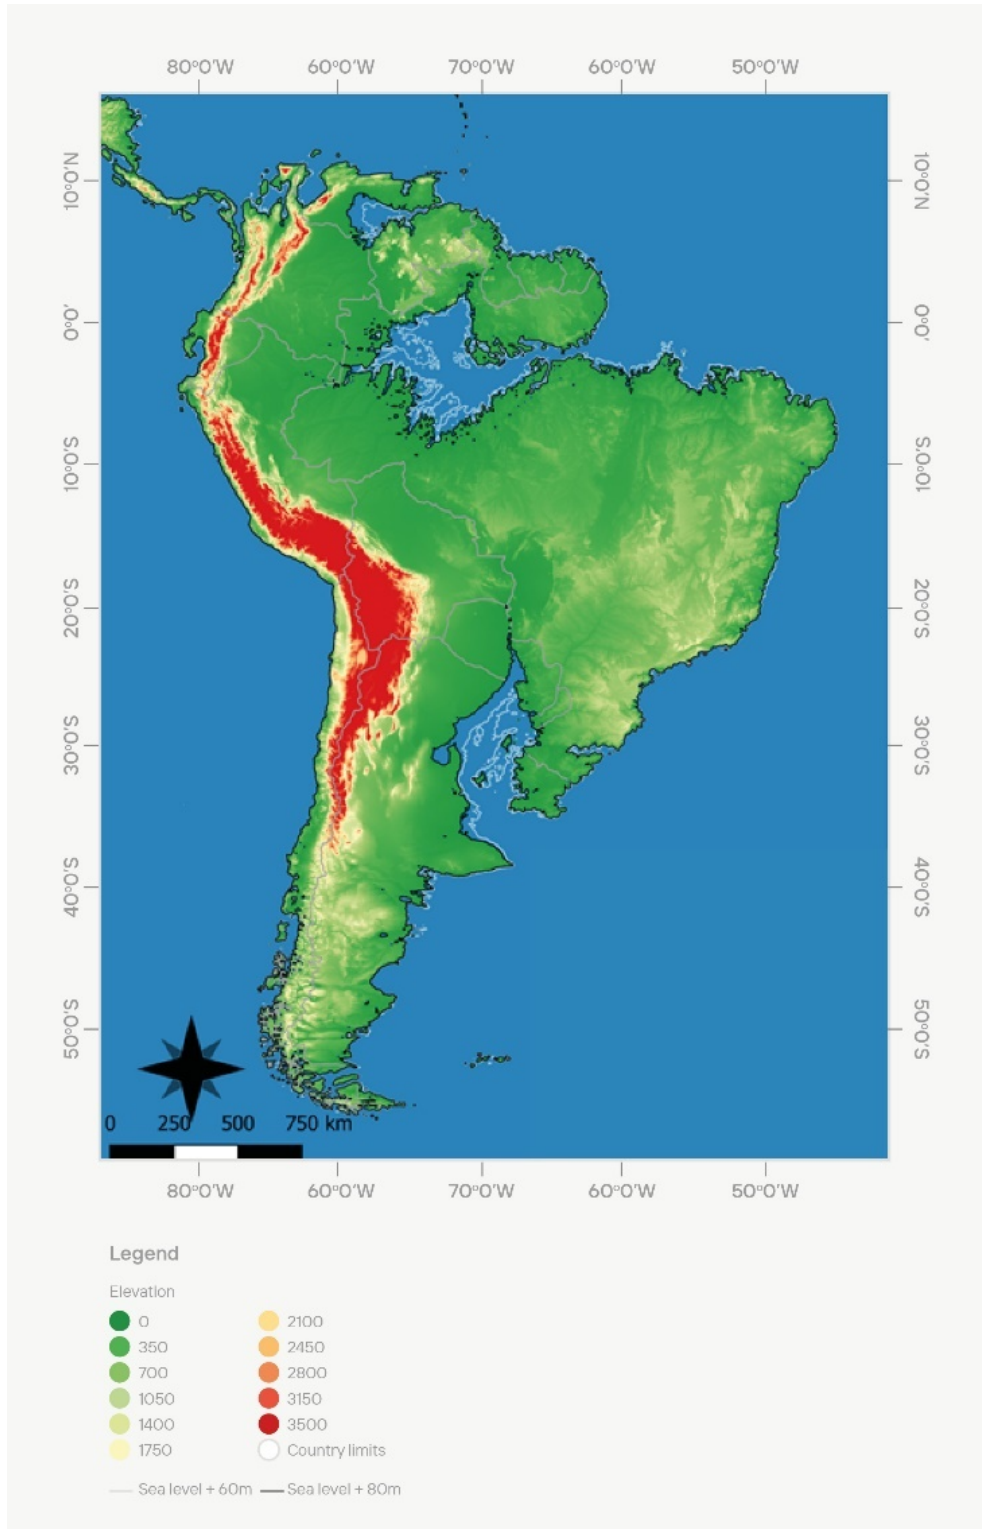 80°0'W 60°0'W 70°0'W 60°0'W 50°0'W
10°0'N 10°0'N
0°0' 0°0'
10°0'S 10°0'S
20°0'S 20°0'S
30°0'S 30°0'S
40°0'S 40°0'S
50°0'S 50°0'S
0 250 500 750 km
80°0'W 60°0'W 70°0'W 60°0'W 50°0'W
Legend
Elevation
0 2100
350 2450
700 2800
1050 3150
1400 3500
1750 Country limits
Sea level + 60m Sea level + 80m